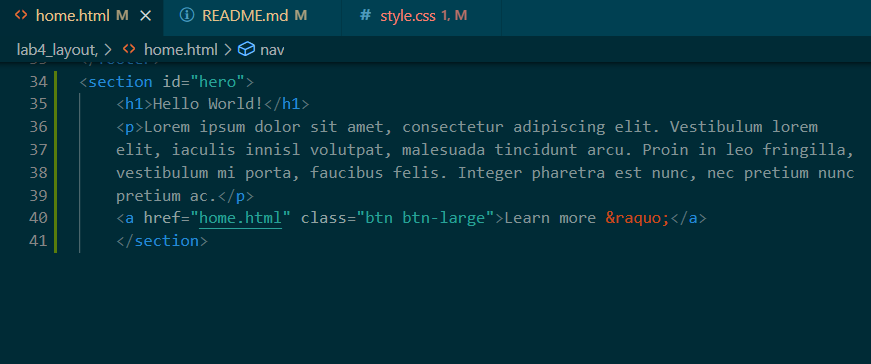 home.html M
README.md M
style.css 1, M
lab4_layout, > home.html > nav
34 <section id="hero">
35 <h1>Hello World!</h1>
36 <p>Lorem ipsum dolor sit amet, consectetur adipiscing elit. Vestibulum lorem
37 elit, iaculis innisl volutpat, malesuada tincidunt arcu. Proin in leo fringilla,
38 vestibulum mi porta, faucibus felis. Integer pharetra est nunc, nec pretium nunc
39 pretium ac.</p>
40 <a href="home.html" class="btn btn-large">Learn more &raquo;</a>
41 </section>